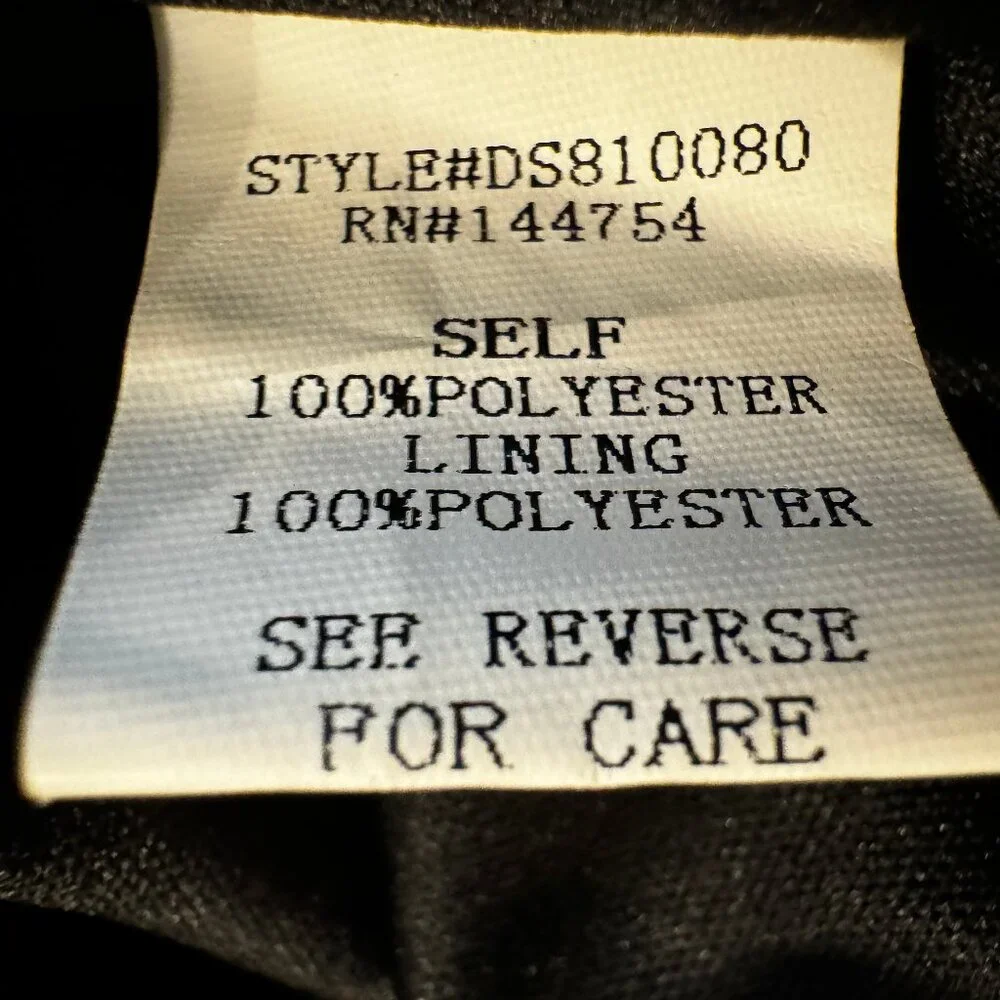 STYLE#DS810080
RN#144754
SELF
100%POLYESTER
LINING
100%POLYESTER
SEE REVERSE
FOR CARE